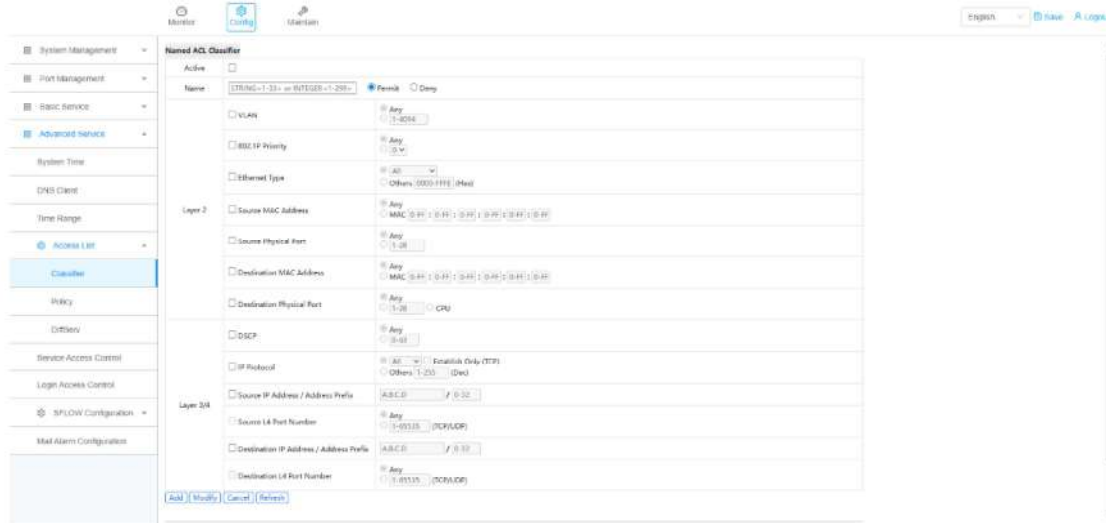 Monitor Config Maintain English Save Logout
System Management
Port Management
Basic Service
Advanced Service
System Time
DNS Client
Time Range
Access List
Classifier
Policy
DiffServ
Service Access Control
Login Access Control
SFLOW Configuration
Mail Alarm Configuration
Named ACL Classifier
Active
Name STRING<1-33> or INTEGER<1-299> Permit Deny
Layer 2
VLAN
Any
1-4094
802.1P Priority
Any
0
Ethernet Type
All
Others 0000-FFFF (Hex)
Source MAC Address
Any
MAC 0-FF : 0-FF : 0-FF : 0-FF : 0-FF : 0-FF
Source Physical Port
Any
1-28
Destination MAC Address
Any
MAC 0-FF : 0-FF : 0-FF : 0-FF : 0-FF : 0-FF
Destination Physical Port
Any
1-28 CPU
Layer 3/4
DSCP
Any
0-63
IP Protocol
All Establish Only (TCP)
Others 1-255 (Dec)
Source IP Address / Address Prefix A.B.C.D / 0-32
Source L4 Port Number
Any
1-65535 (TCP/UDP)
Destination IP Address / Address Prefix A.B.C.D / 0-32
Destination L4 Port Number
Any
1-65535 (TCP/UDP)
Add Modify Cancel Refresh